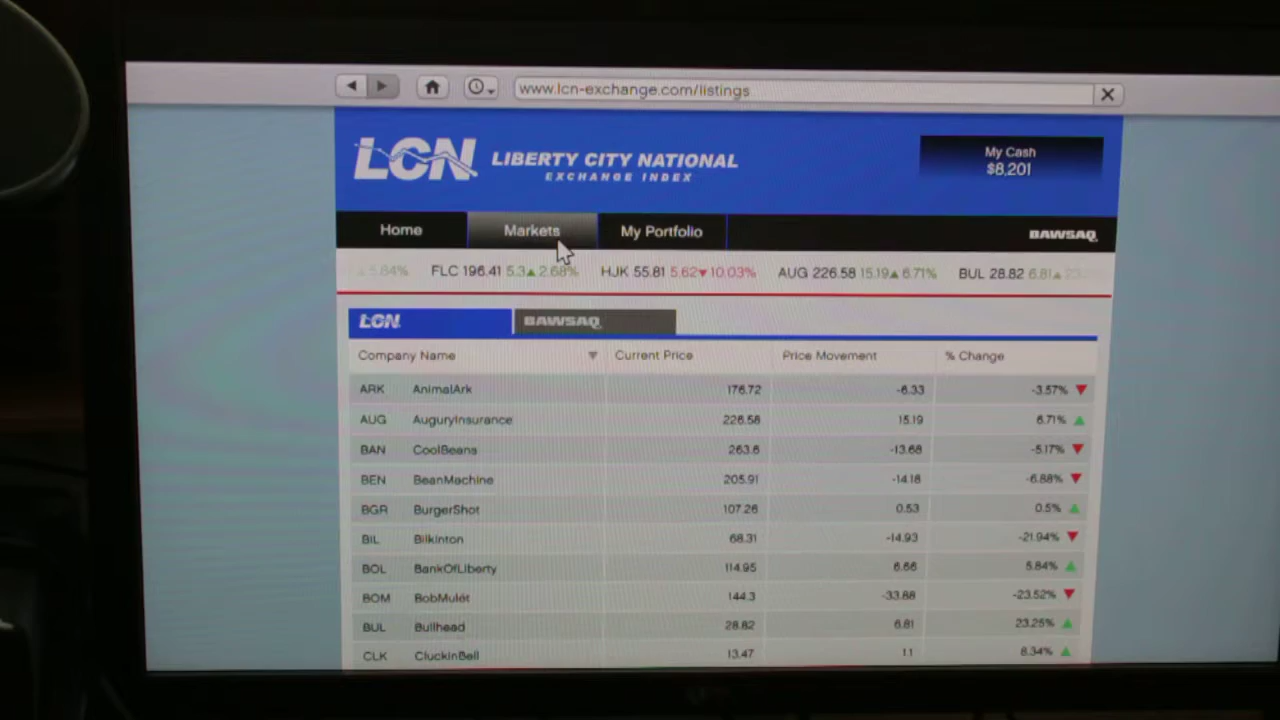 www.lcn-exchange.com/listings
LCN LIBERTY CITY NATIONAL
EXCHANGE INDEX
My Cash
$8,201
Home Markets My Portfolio BAWSAQ
5.84% FLC 196.41 5.3▲2.68% HJK 55.81 5.62▼10.03% AUG 226.58 15.19▲6.71% BUL 28.82 6.81▲23
LCN BAWSAQ
Company Name ▼ Current Price Price Movement % Change
ARK AnimalArk 176.72 -6.33 -3.57% ▼
AUG AuguryInsurance 226.58 15.19 6.71% ▲
BAN CoolBeans 263.6 -13.68 -5.17% ▼
BEN BeanMachine 205.91 -14.18 -6.88% ▼
BGR BurgerShot 107.26 0.53 0.5% ▲
BIL Bilkinton 68.31 -14.93 -21.94% ▼
BOL BankOfLiberty 114.95 6.66 5.84% ▲
BOM BobMulet 144.3 -33.88 -23.52% ▼
BUL Bullhead 28.82 6.81 23.25% ▲
CLK CluckinBell 13.47 1.1 8.34% ▲